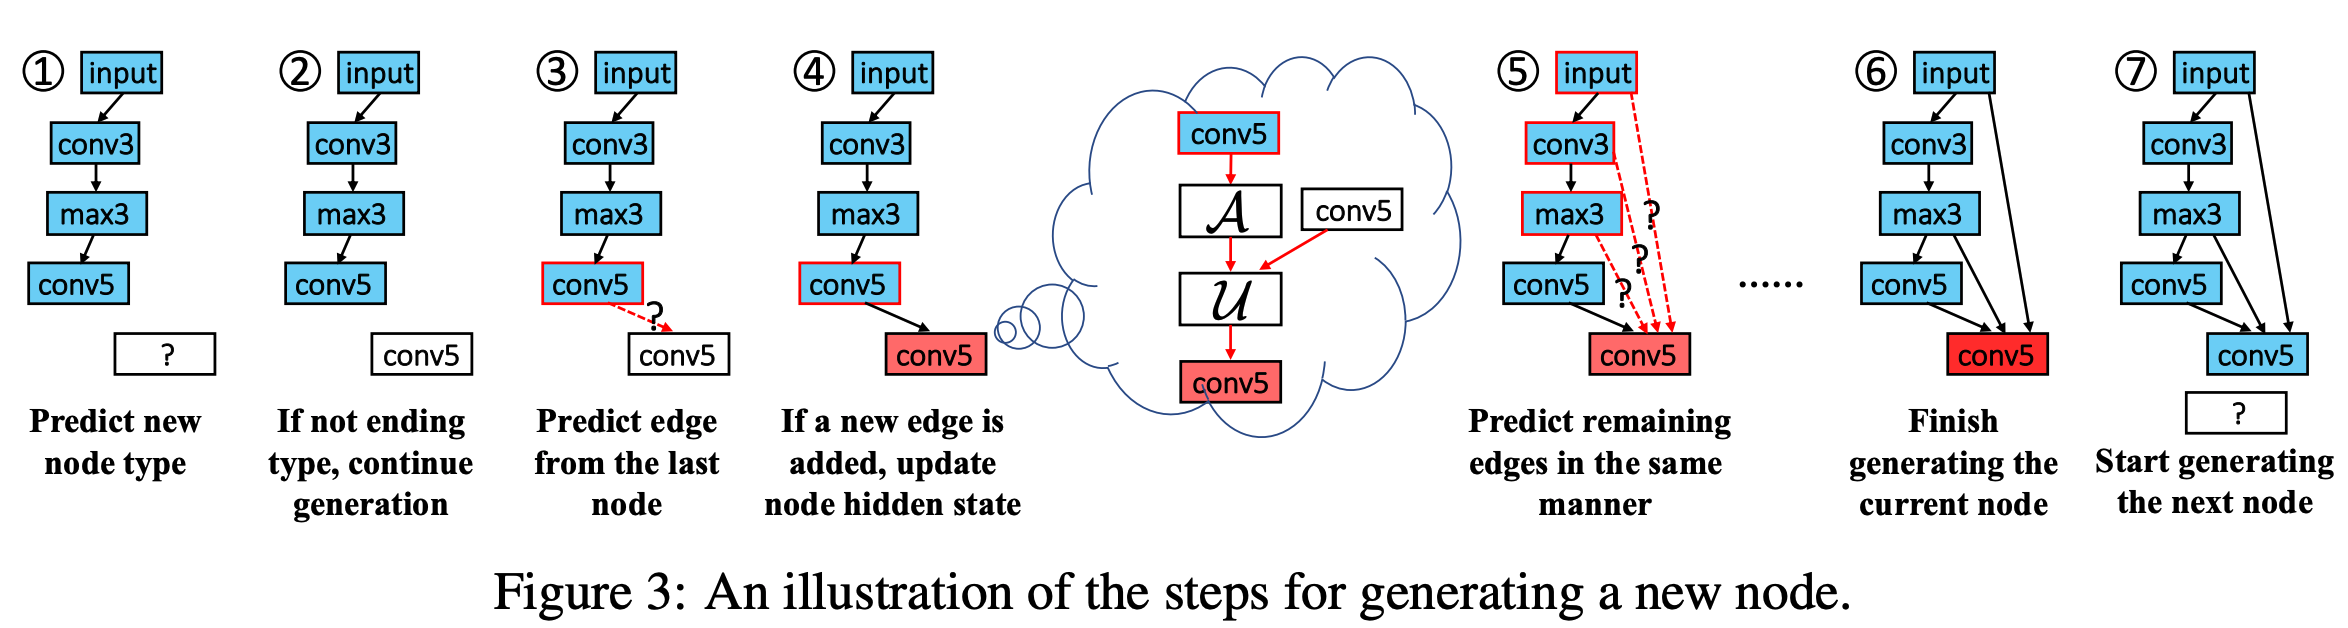 ① input
conv3
max3
conv5
?
Predict new
node type
② input
conv3
max3
conv5
conv5
If not ending
type, continue
generation
③ input
conv3
max3
conv5
?
conv5
Predict edge
from the last
node
④ input
conv3
max3
conv5
conv5
If a new edge is
added, update
node hidden state
conv5
𝒜
conv5
𝒰
conv5
⑤ input
conv3
max3
?
?
conv5
?
conv5
Predict remaining
edges in the same
manner
......
⑥ input
conv3
max3
conv5
conv5
Finish
generating the
current node
⑦ input
conv3
max3
conv5
conv5
?
Start generating
the next node
Figure 3: An illustration of the steps for generating a new node.